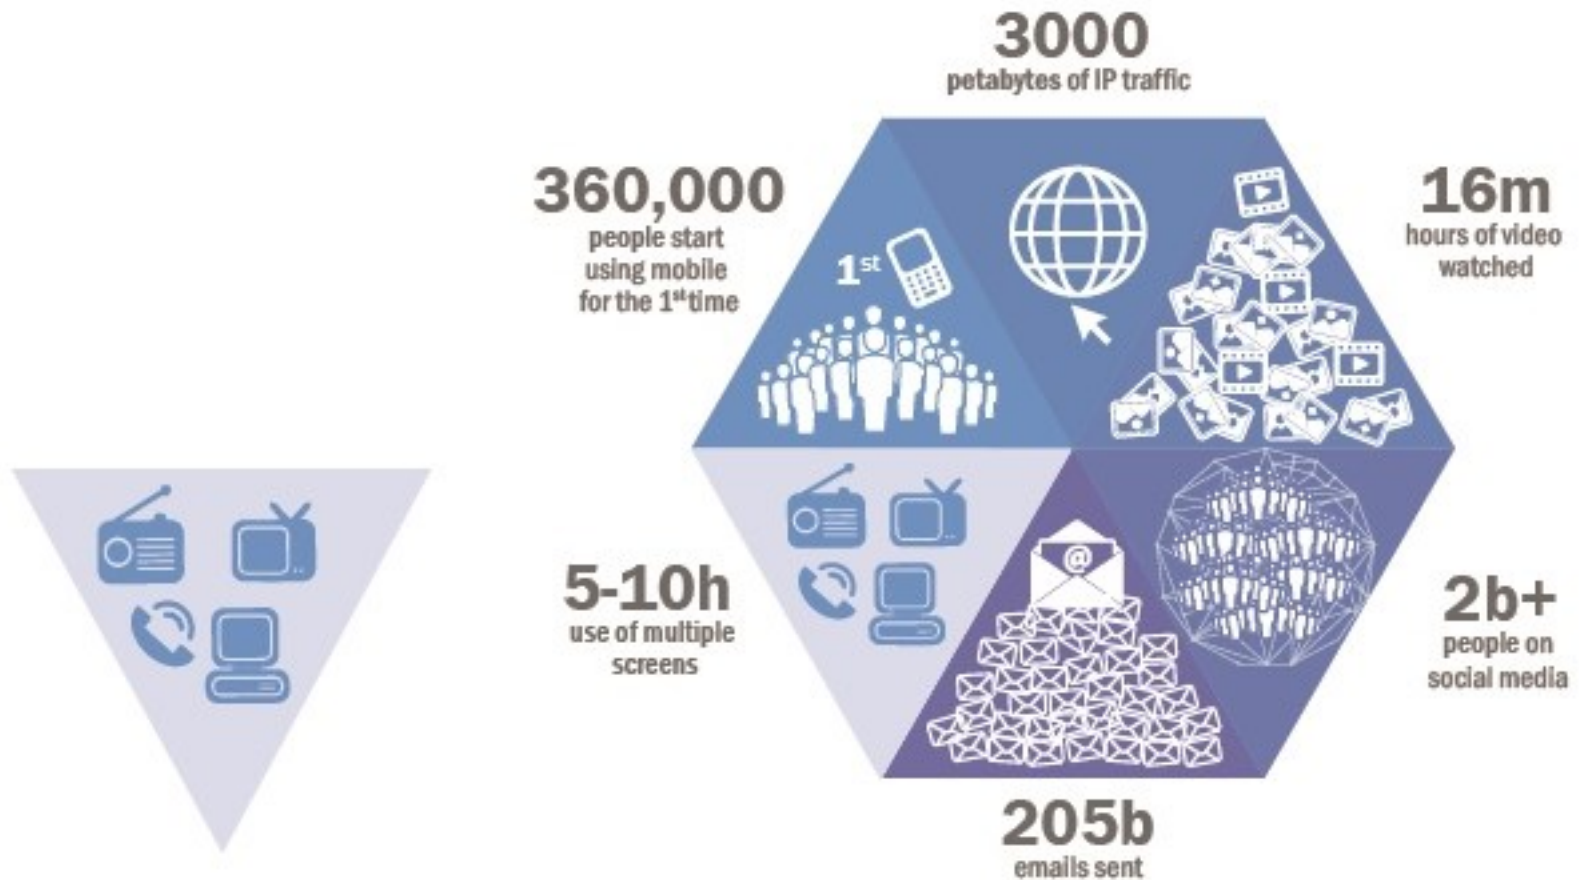 3000
petabytes of IP traffic
360,000
people start
using mobile
for the 1st time
16m
hours of video
watched
1st
5-10h
use of multiple
screens
@
2b+
people on
social media
205b
emails sent